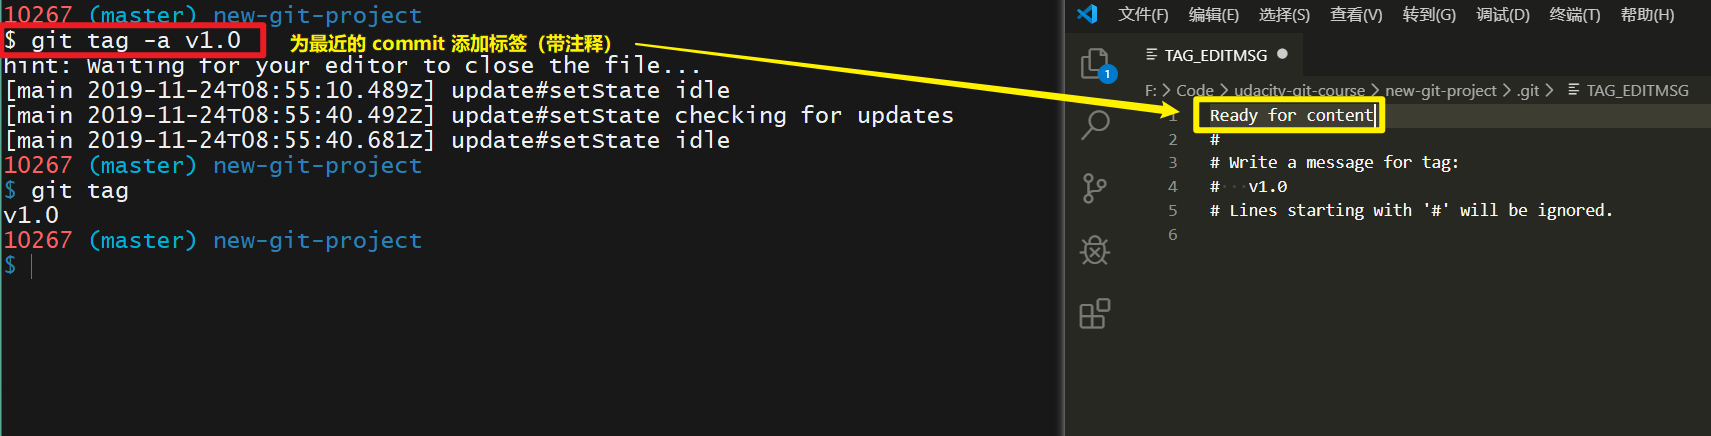 10267 (master) new-git-project
$ git tag -a v1.0
为最近的 commit 添加标签（带注释）
hint: Waiting for your editor to close the file...
[main 2019-11-24T08:55:10.489Z] update#setState idle
[main 2019-11-24T08:55:40.492Z] update#setState checking for updates
[main 2019-11-24T08:55:40.681Z] update#setState idle
10267 (master) new-git-project
$ git tag
v1.0
10267 (master) new-git-project
$
文件(F) 编辑(E) 选择(S) 查看(V) 转到(G) 调试(D) 终端(T) 帮助(H)
1
TAG_EDITMSG
F: > Code > udacity-git-course > new-git-project > .git > TAG_EDITMSG
1 Ready for content
2 #
3 # Write a message for tag:
4 #   v1.0
5 # Lines starting with '#' will be ignored.
6